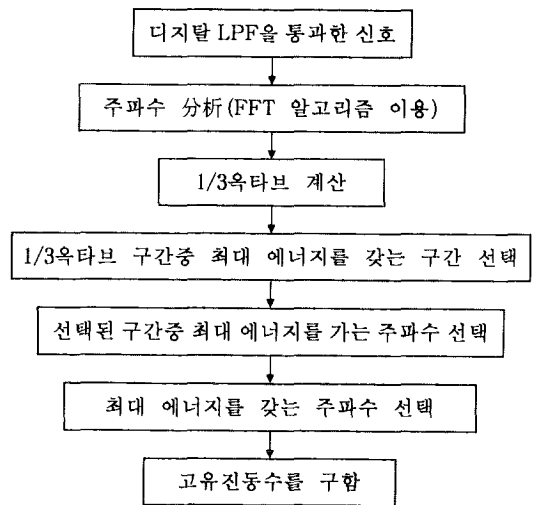 디지탈 LPF을 통과한 신호
주파수 分析(FFT 알고리즘 이용)
1/3옥타브 계산
1/3옥타브 구간중 최대 에너지를 갖는 구간 선택
선택된 구간중 최대 에너지를 가는 주파수 선택
최대 에너지를 갖는 주파수 선택
고유진동수를 구함